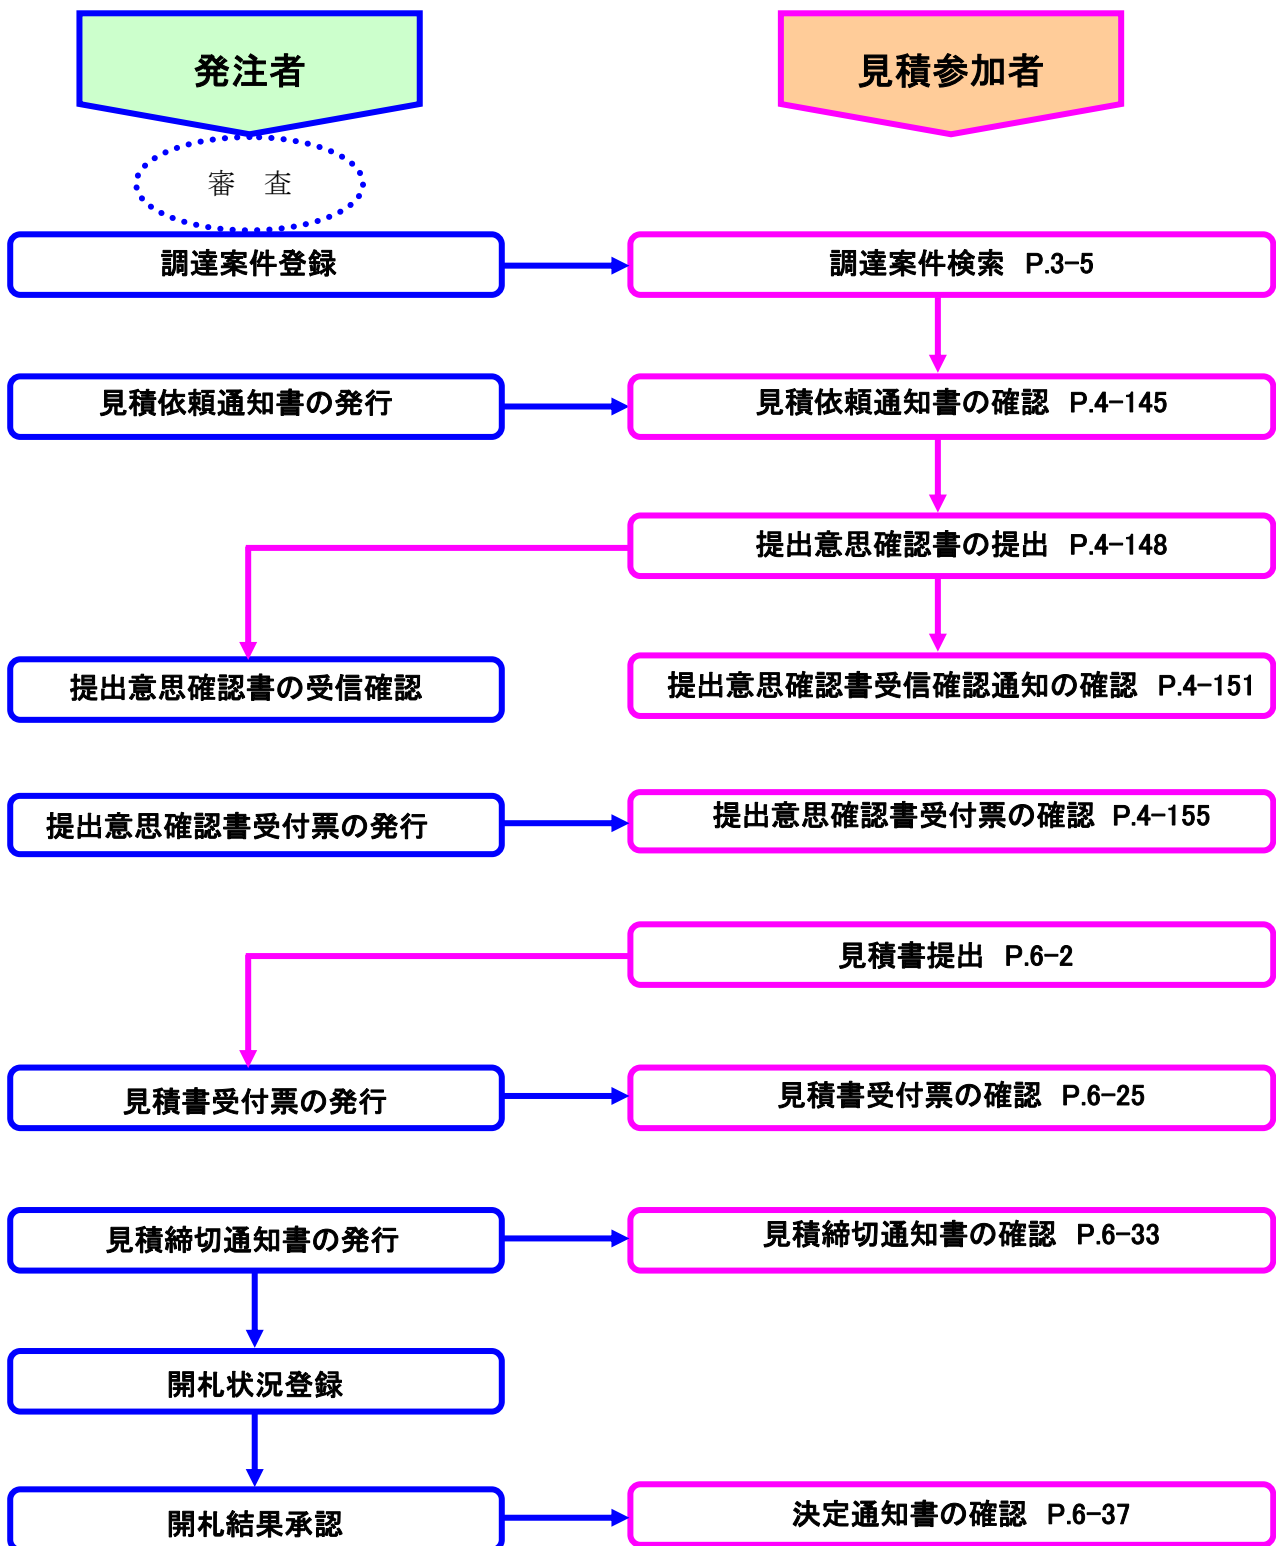 発注者
見積参加者
審　査
調達案件登録
調達案件検索　P.3-5
見積依頼通知書の発行
見積依頼通知書の確認　P.4-145
提出意思確認書の提出　P.4-148
提出意思確認書の受信確認
提出意思確認書受信確認通知の確認　P.4-151
提出意思確認書受付票の発行
提出意思確認書受付票の確認　P.4-155
見積書提出　P.6-2
見積書受付票の発行
見積書受付票の確認　P.6-25
見積締切通知書の発行
見積締切通知書の確認　P.6-33
開札状況登録
開札結果承認
決定通知書の確認　P.6-37